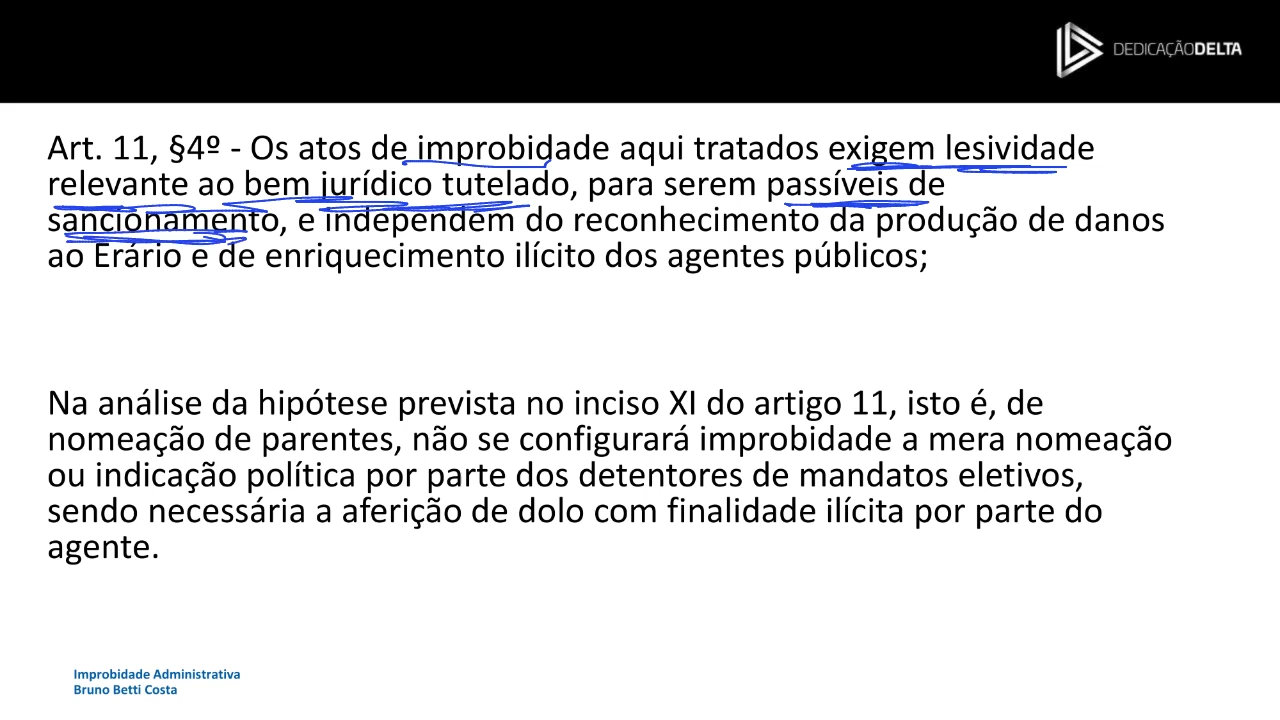 DEDICAÇÃODELTA
Art. 11, §4º - Os atos de improbidade aqui tratados exigem lesividade
relevante ao bem jurídico tutelado, para serem passíveis de
sancionamento, e independem do reconhecimento da produção de danos
ao Erário e de enriquecimento ilícito dos agentes públicos;
Na análise da hipótese prevista no inciso XI do artigo 11, isto é, de
nomeação de parentes, não se configurará improbidade a mera nomeação
ou indicação política por parte dos detentores de mandatos eletivos,
sendo necessária a aferição de dolo com finalidade ilícita por parte do
agente.
Improbidade Administrativa
Bruno Betti Costa